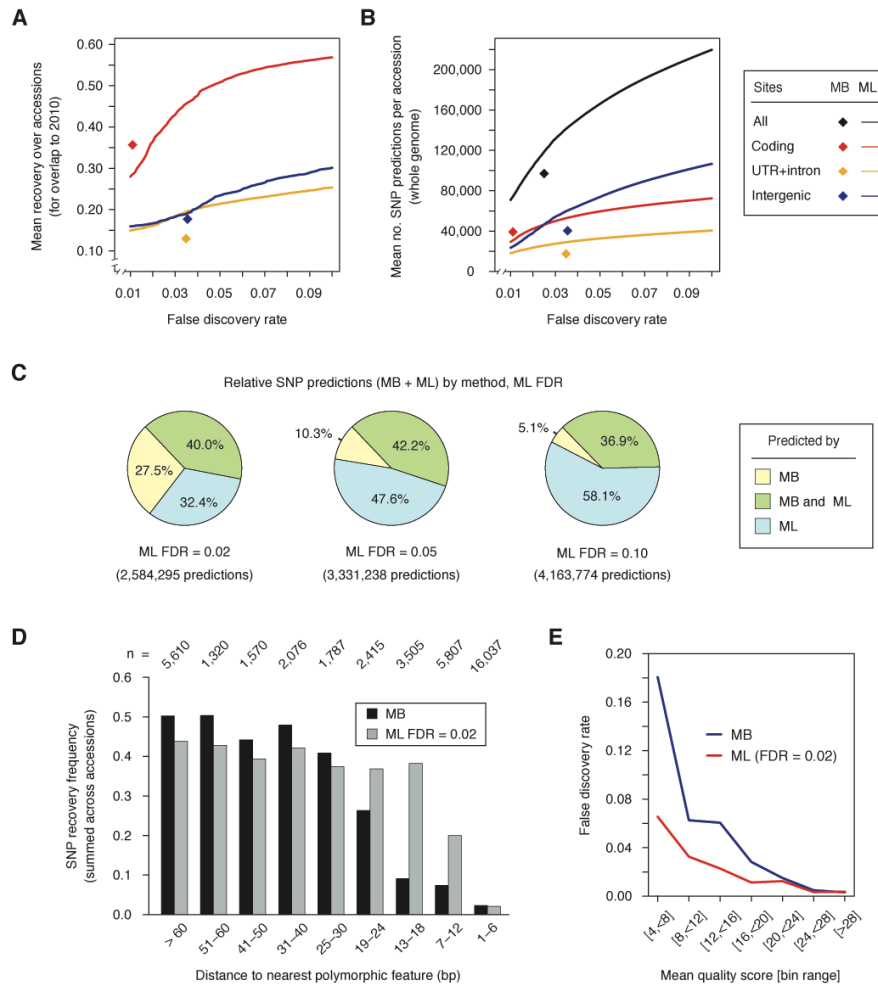 A
0.60
0.50
0.40
0.30
0.20
0.10
0.01
0.03
0.05
0.07
0.09
Mean recovery over accessions
(for overlap to 2010)
False discovery rate
B
200,000
160,000
120,000
80,000
40,000
0
0.01
0.03
0.05
0.07
0.09
Mean no. SNP predictions per accession
(whole genome)
False discovery rate
Sites MB ML
All
Coding
UTR+intron
Intergenic
C
Relative SNP predictions (MB + ML) by method, ML FDR
40.0%
27.5%
32.4%
ML FDR = 0.02
(2,584,295 predictions)
10.3%
42.2%
47.6%
ML FDR = 0.05
(3,331,238 predictions)
5.1%
36.9%
58.1%
ML FDR = 0.10
(4,163,774 predictions)
Predicted by
MB
MB and ML
ML
D
n = 5,610 1,320 1,570 2,076 1,787 2,415 3,505 5,807 16,037
0.6
0.5
0.4
0.3
0.2
0.1
0.0
SNP recovery frequency
(summed across accessions)
MB
ML FDR = 0.02
> 60 51–60 41–50 31–40 25–30 19–24 13–18 7–12 1–6
Distance to nearest polymorphic feature (bp)
E
0.20
0.16
0.12
0.08
0.04
0.00
False discovery rate
MB
ML (FDR = 0.02)
[4,<8] [8,<12] [12,<16] [16,<20] [20,<24] [24,<28] [>28]
Mean quality score [bin range]